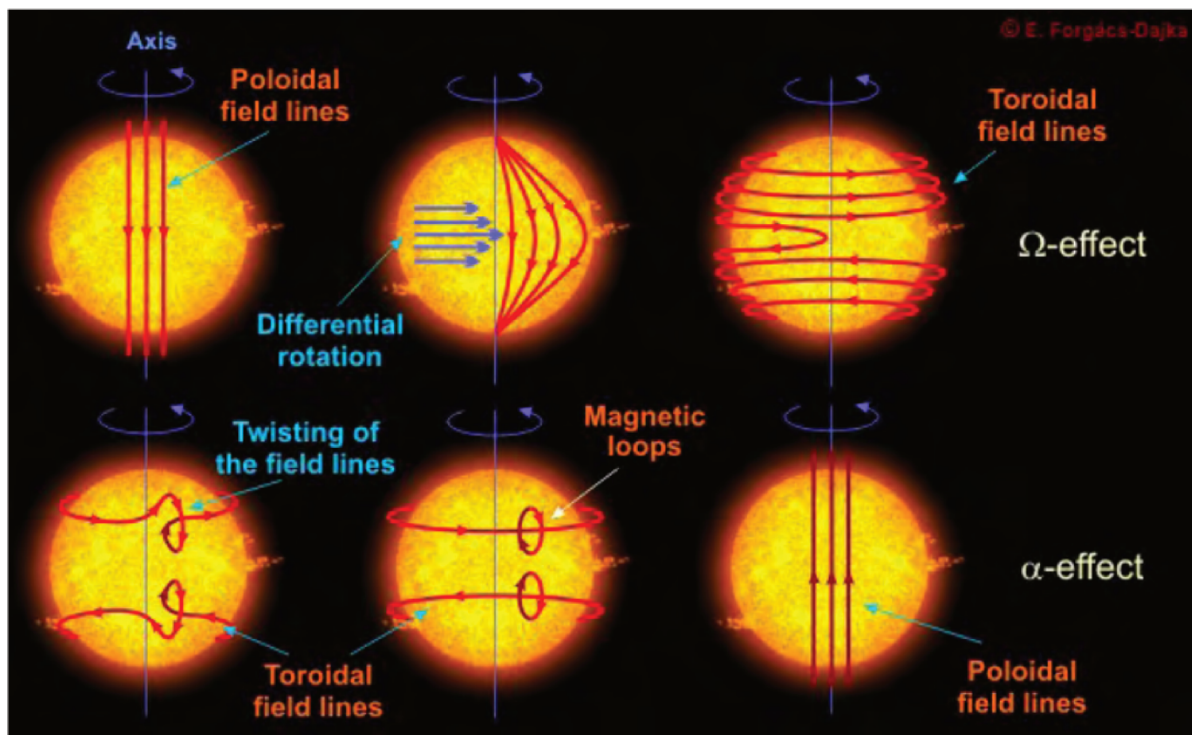 © E. Forgács-Dajka
Axis
Poloidal
field lines
Toroidal
field lines
Ω-effect
Differential
rotation
Twisting of
the field lines
Magnetic
loops
α-effect
Toroidal
field lines
Poloidal
field lines